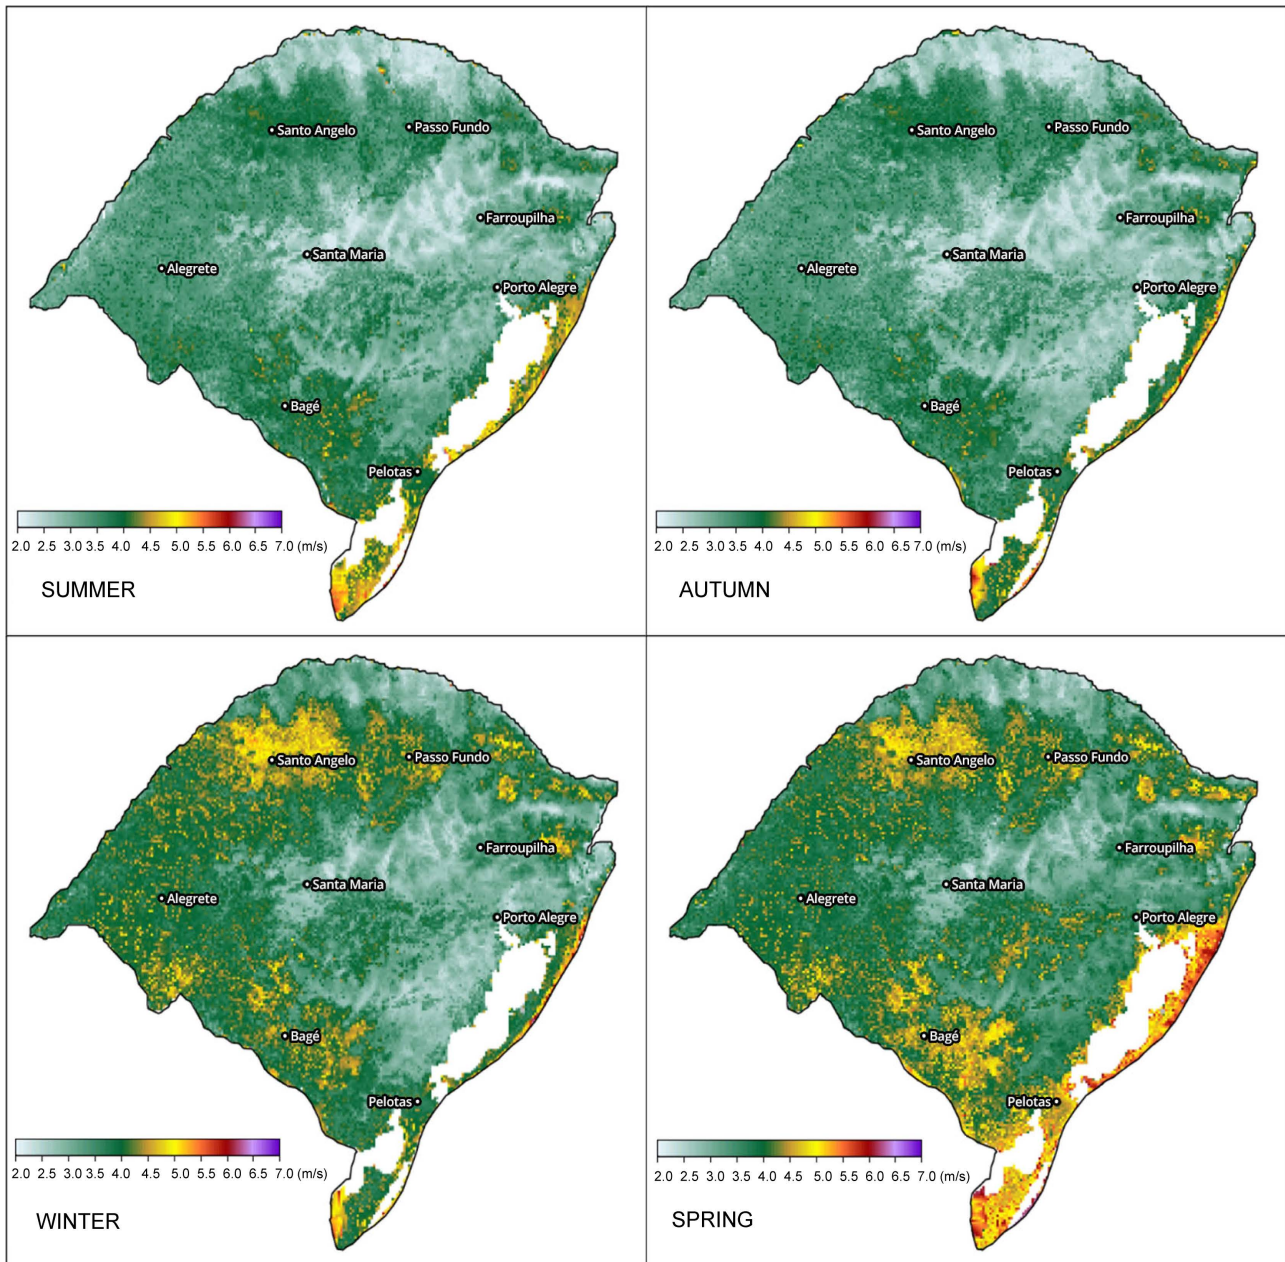 Santo Angelo
Passo Fundo
Farroupilha
Santa Maria
Alegrete
Porto Alegre
Bagé
Pelotas
2.0 2.5 3.0 3.5 4.0 4.5 5.0 5.5 6.0 6.5 7.0 (m/s)
SUMMER
Santo Angelo
Passo Fundo
Farroupilha
Santa Maria
Alegrete
Porto Alegre
Bagé
Pelotas
2.0 2.5 3.0 3.5 4.0 4.5 5.0 5.5 6.0 6.5 7.0 (m/s)
AUTUMN
Santo Angelo
Passo Fundo
Farroupilha
Santa Maria
Alegrete
Porto Alegre
Bagé
Pelotas
2.0 2.5 3.0 3.5 4.0 4.5 5.0 5.5 6.0 6.5 7.0 (m/s)
WINTER
Santo Angelo
Passo Fundo
Farroupilha
Santa Maria
Alegrete
Porto Alegre
Bagé
Pelotas
2.0 2.5 3.0 3.5 4.0 4.5 5.0 5.5 6.0 6.5 7.0 (m/s)
SPRING